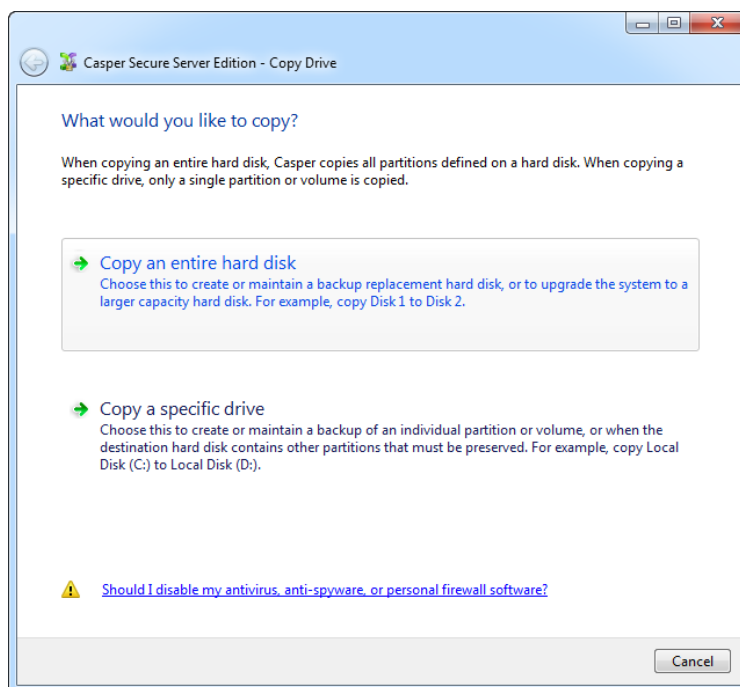 Casper Secure Server Edition - Copy Drive
What would you like to copy?
When copying an entire hard disk, Casper copies all partitions defined on a hard disk. When copying a
specific drive, only a single partition or volume is copied.
Copy an entire hard disk
Choose this to create or maintain a backup replacement hard disk, or to upgrade the system to a
larger capacity hard disk. For example, copy Disk 1 to Disk 2.
Copy a specific drive
Choose this to create or maintain a backup of an individual partition or volume, or when the
destination hard disk contains other partitions that must be preserved. For example, copy Local
Disk (C:) to Local Disk (D:).
Should I disable my antivirus, anti-spyware, or personal firewall software?
Cancel